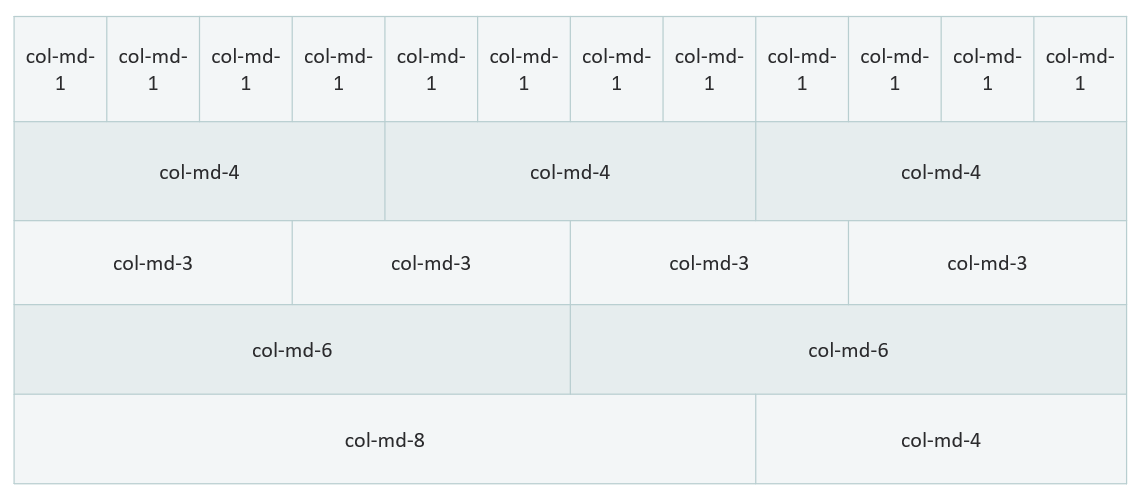 col-md- col-md- col-md- col-md- col-md- col-md- col-md- col-md- col-md- col-md- col-md- col-md-
1 1 1 1 1 1 1 1 1 1 1 1
col-md-4 col-md-4 col-md-4
col-md-3 col-md-3 col-md-3 col-md-3
col-md-6 col-md-6
col-md-8 col-md-4